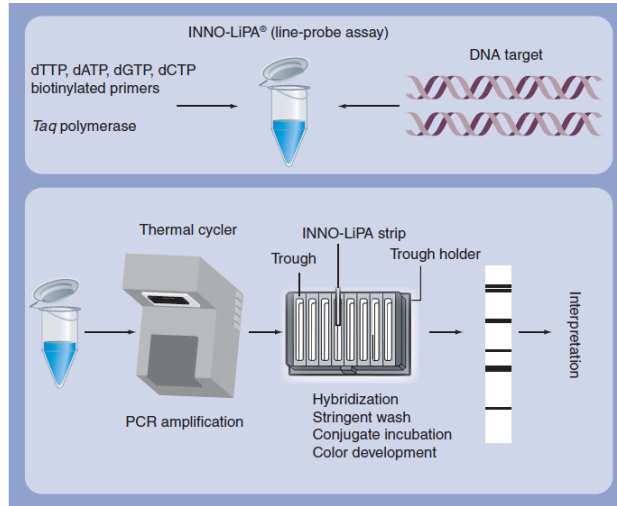 INNO-LiPA® (line-probe assay)
dTTP, dATP, dGTP, dCTP
biotinylated primers
Taq polymerase
DNA target
Thermal cycler
INNO-LiPA strip
Trough
Trough holder
PCR amplification
Hybridization
Stringent wash
Conjugate incubation
Color development
Interpretation